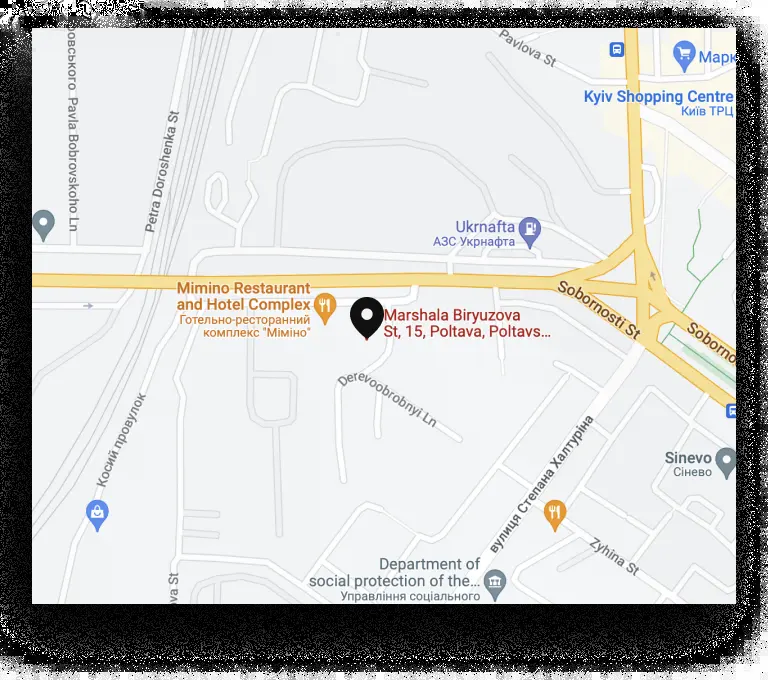 Pavlova St
Марк
Kyiv Shopping Centre
Київ ТРЦ
ровського
Pavla Bobrovskoho Ln
Petra Doroshenka St
Ukrnafta
АЗС Укрнафта
Mimino Restaurant
and Hotel Complex
Готельно-ресторанний
комплекс "Міміно"
Marshala Biryuzova
St, 15, Poltava, Poltavs...
Sobornosti St
Soborno
Derevoobrobnyi Ln
Косий провулок
вулиця Степана Халтуріна
Sinevo
Сінево
Zyhina St
Department of
social protection of the...
Управління соціального
va St